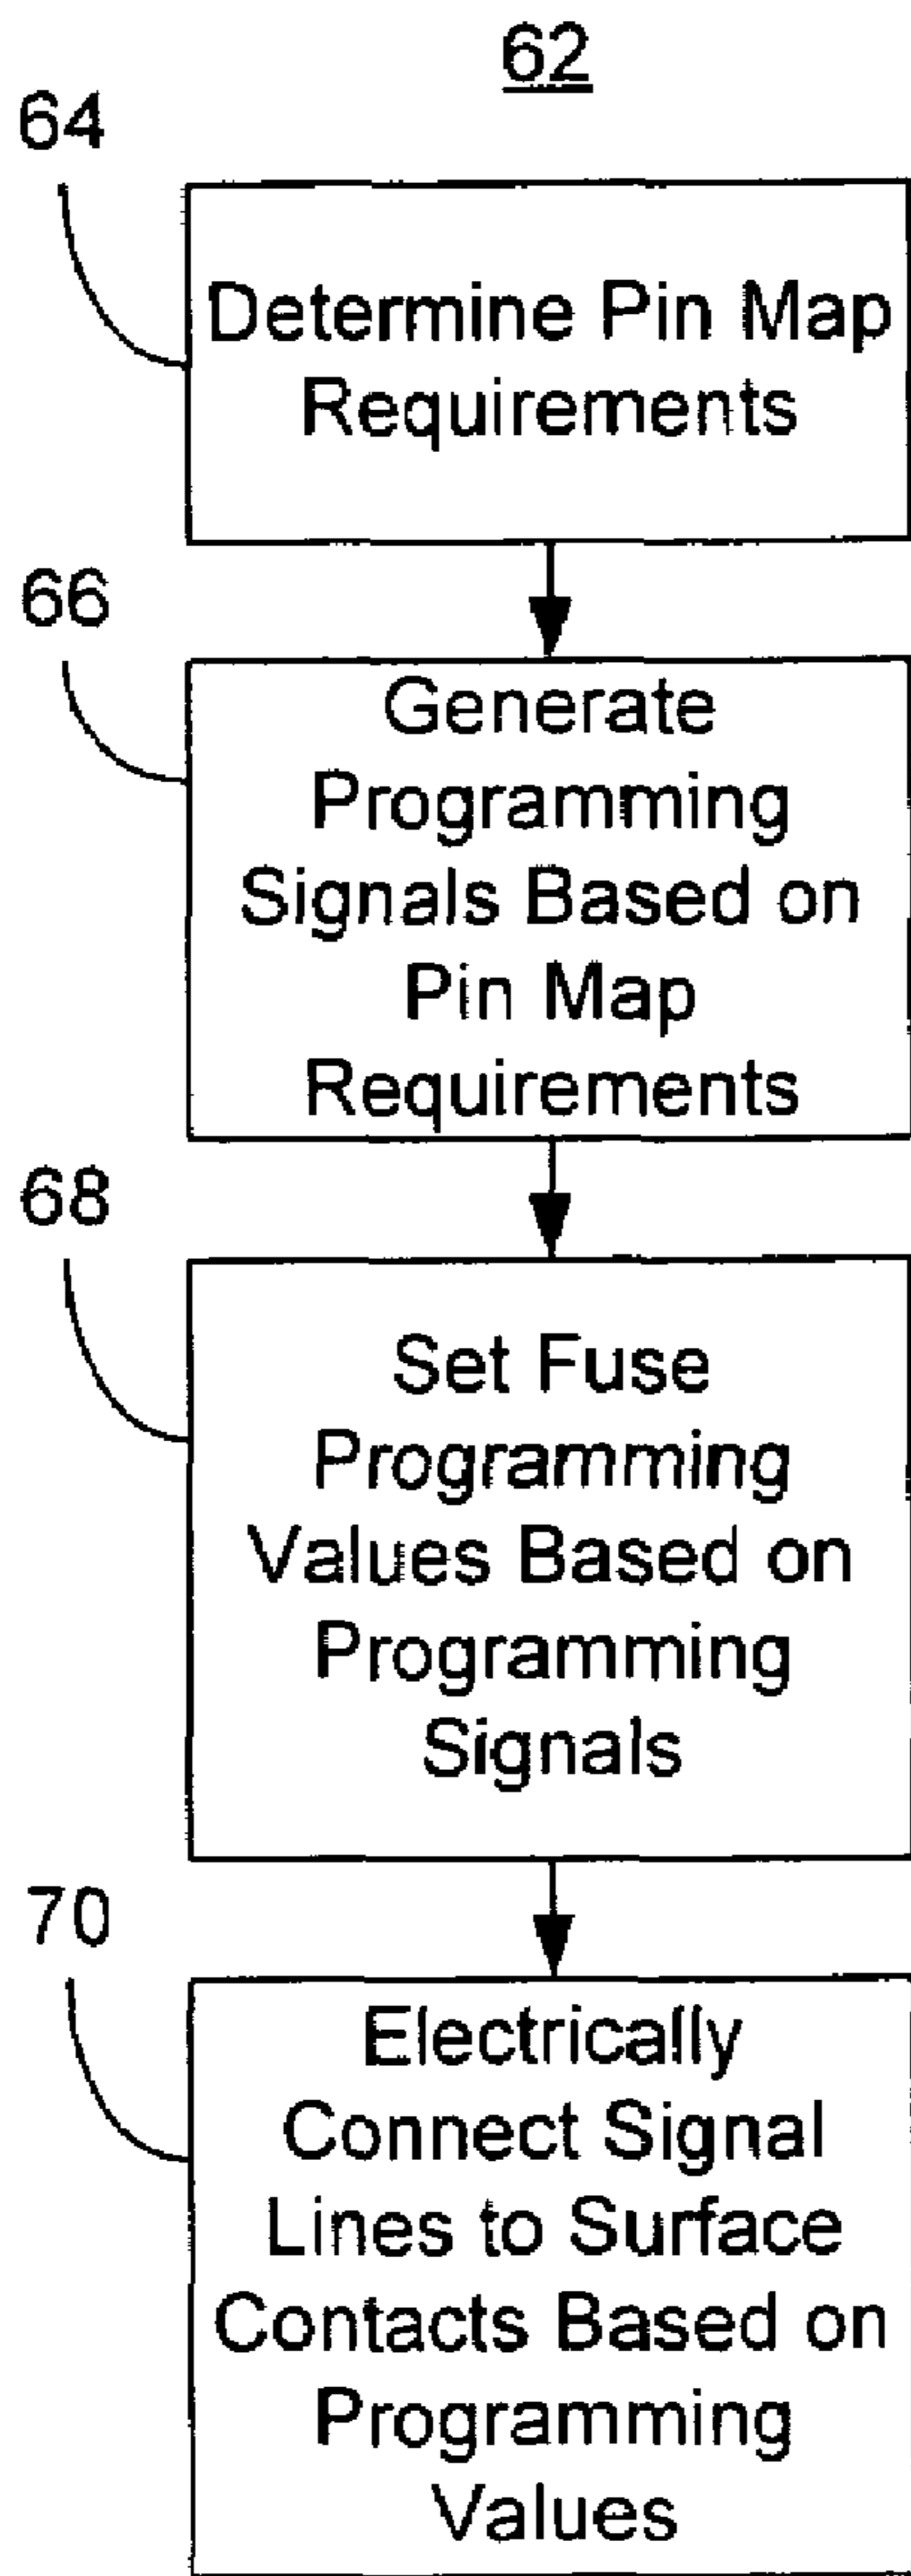 62
64
Determine Pin Map
Requirements
66
Generate
Programming
Signals Based on
Pin Map
Requirements
68
Set Fuse
Programming
Values Based on
Programming
Signals
70
Electrically
Connect Signal
Lines to Surface
Contacts Based on
Programming
Values